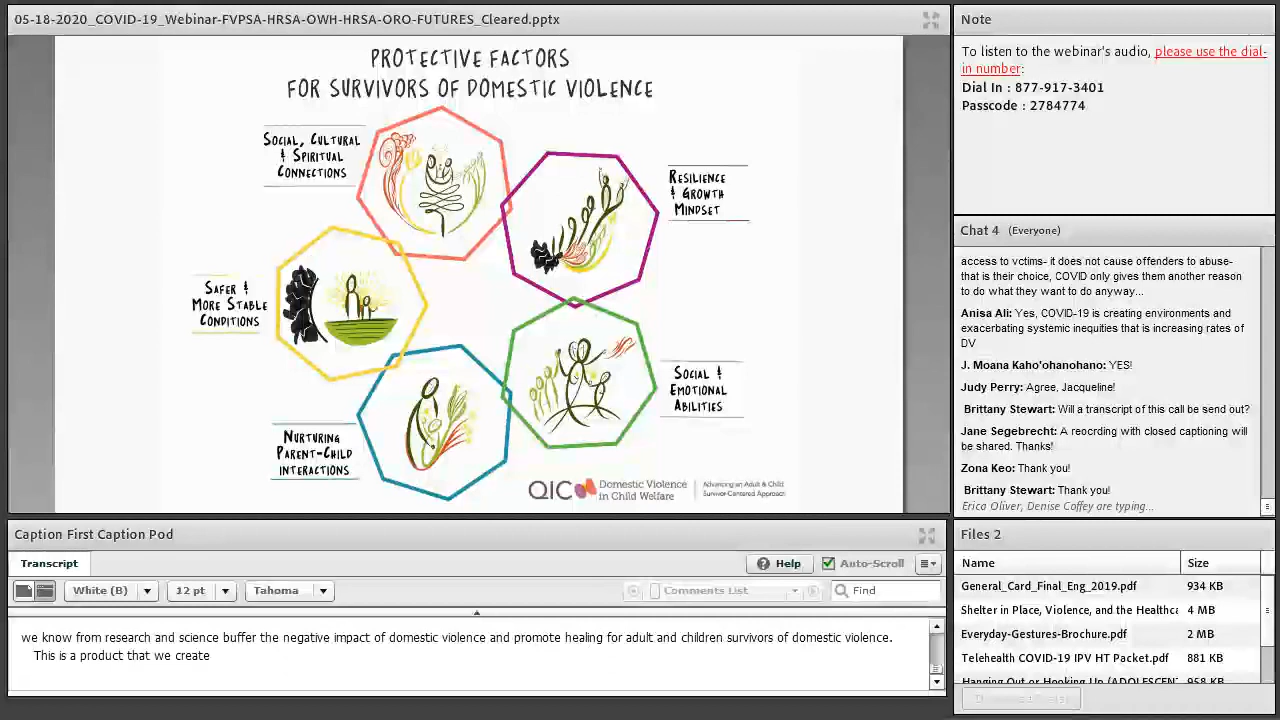 05-18-2020_COVID-19_Webinar-FVPSA-HRSA-OWH-HRSA-ORO-FUTURES_Cleared.pptx
PROTECTIVE FACTORS
FOR SURVIVORS OF DOMESTIC VIOLENCE
SOCIAL, CULTURAL
& SPIRITUAL
CONNECTIONS
RESILIENCE
& GROWTH
MINDSET
SAFER &
MORE STABLE
CONDITIONS
SOCIAL &
EMOTIONAL
ABILITIES
NURTURING
PARENT-CHILD
INTERACTIONS
QIC Domestic Violence
in Child Welfare
Advancing an Adult & Child
Survivor-Centered Approach
Caption First Caption Pod
Transcript
Help
Auto-Scroll
White (B)
12 pt
Tahoma
Comments List
Find
we know from research and science buffer the negative impact of domestic violence and promote healing for adult and children survivors of domestic violence.
This is a product that we create
Note
To listen to the webinar's audio, please use the dial-
in number:
Dial In : 877-917-3401
Passcode : 2784774
Chat 4 (Everyone)
access to vctims- it does not cause offenders to abuse-
that is their choice, COVID only gives them another reason
to do what they want to do anyway...
Anisa Ali: Yes, COVID-19 is creating environments and
exacerbating systemic inequities that is increasing rates of
DV
J. Moana Kaho'ohanohano: YES!
Judy Perry: Agree, Jacqueline!
Brittany Stewart: Will a transcript of this call be send out?
Jane Segebrecht: A reocrding with closed captioning will
be shared. Thanks!
Zona Keo: Thank you!
Brittany Stewart: Thank you!
Erica Oliver, Denise Coffey are typing...
Files 2
Name Size
General_Card_Final_Eng_2019.pdf 934 KB
Shelter in Place, Violence, and the Healthca 4 MB
Everyday-Gestures-Brochure.pdf 2 MB
Telehealth COVID-19 IPV HT Packet.pdf 881 KB
Hanging Out or Hooking Up (ADOLESCEN 958 KB